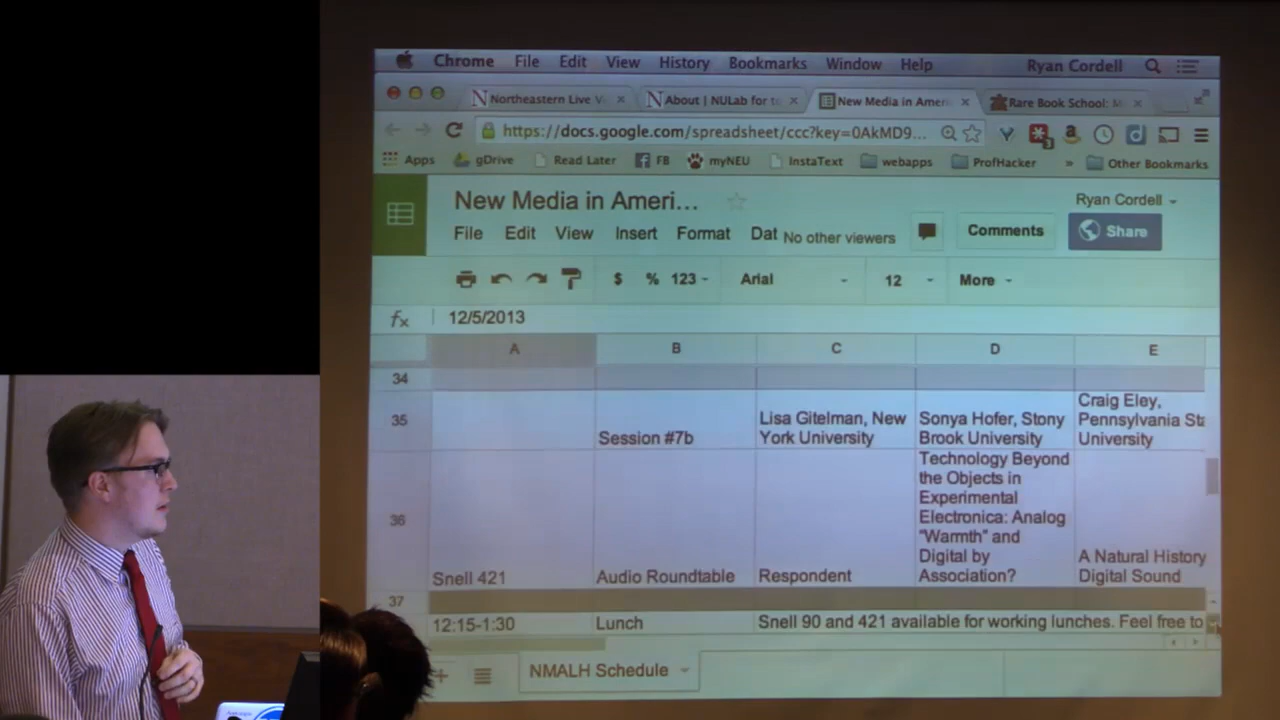 Chrome File Edit View History Bookmarks Window Help Ryan Cordell
Northeastern Live V About | NULab for t New Media in Ameri Rare Book School: M
https://docs.google.com/spreadsheet/ccc?key=0AkMD9...
Apps gDrive Read Later FB myNEU InstaText webapps ProfHacker » Other Bookmarks
New Media in Ameri... Ryan Cordell
File Edit View Insert Format Dat No other viewers Comments Share
$ % 123 Arial 12 More
fx 12/5/2013
A B C D E
34
35
Session #7b
Lisa Gitelman, New
York University
Sonya Hofer, Stony
Brook University
Craig Eley,
Pennsylvania Sta
University
36
Snell 421
Audio Roundtable
Respondent
Technology Beyond
the Objects in
Experimental
Electronica: Analog
"Warmth" and
Digital by
Association?
A Natural History
Digital Sound
37
12:15-1:30 Lunch Snell 90 and 421 available for working lunches. Feel free to
NMALH Schedule